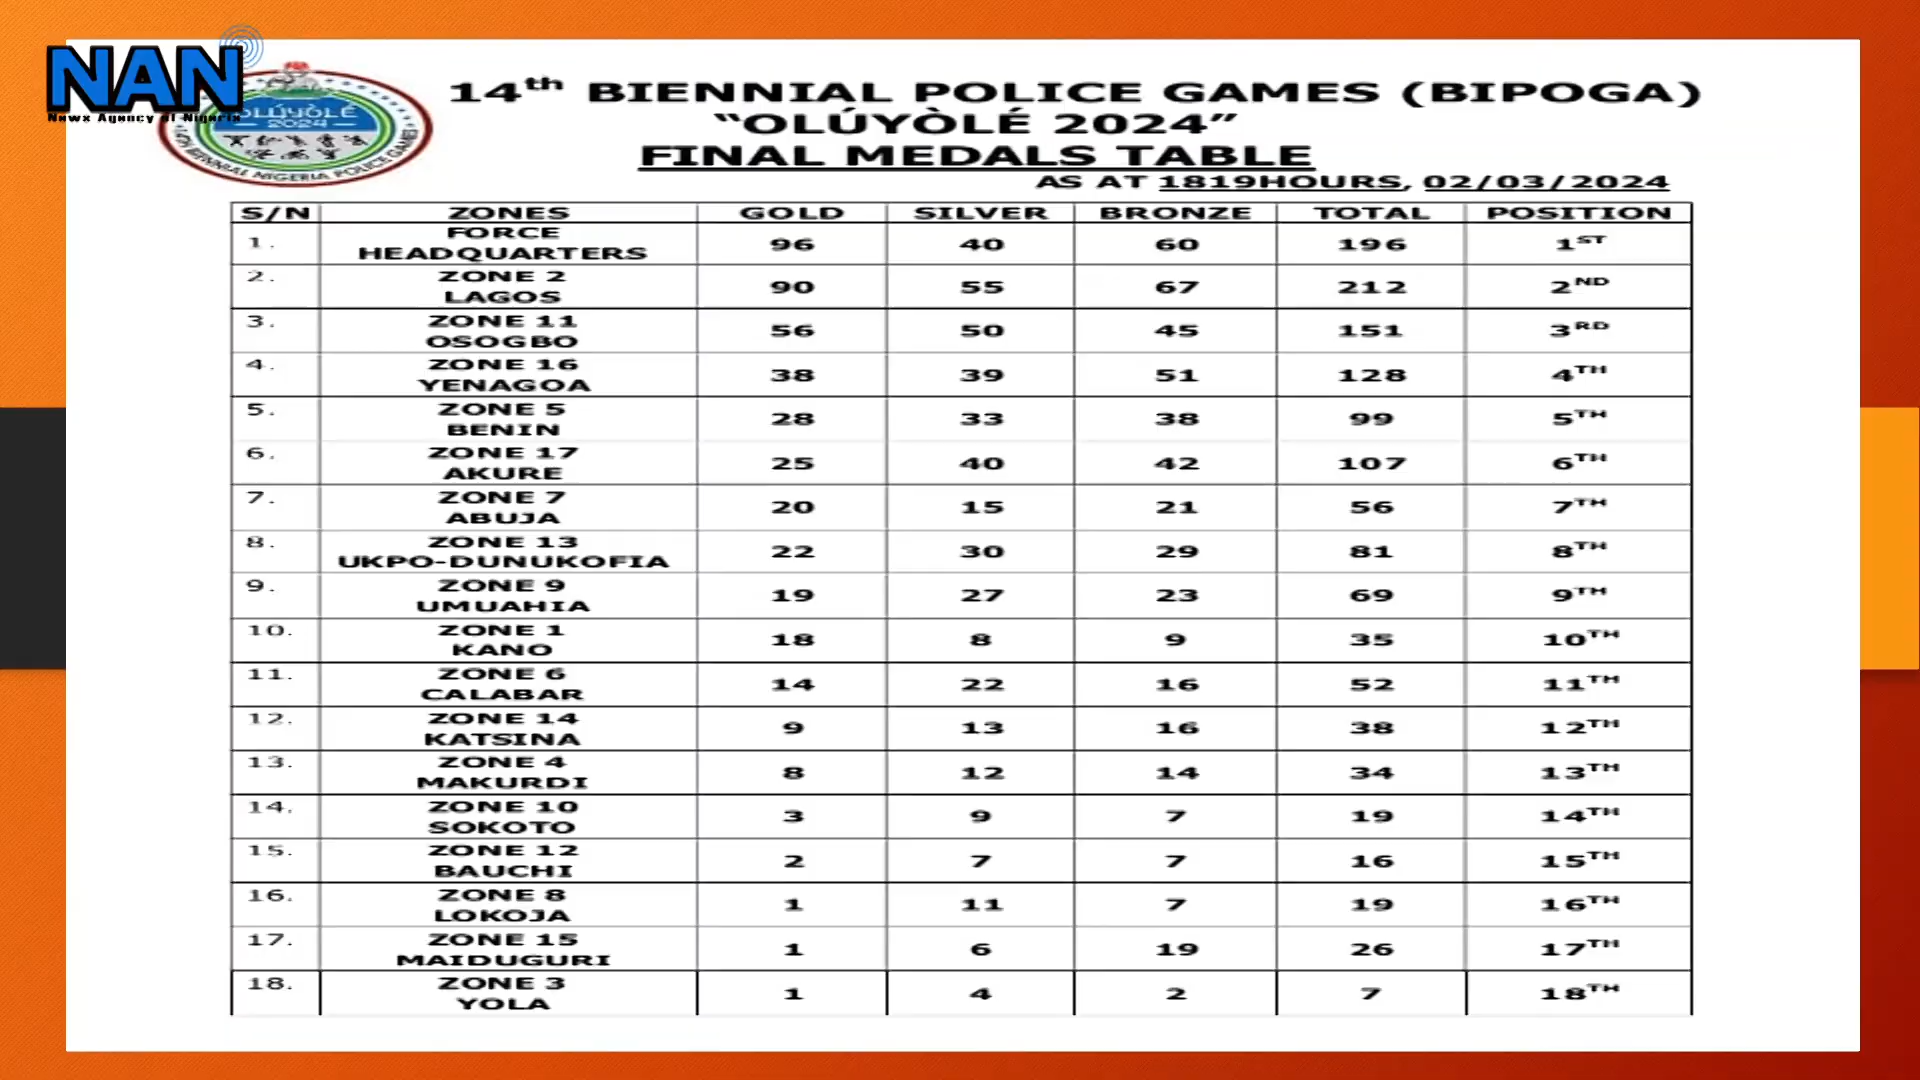 NAN
News Agency of Nigeria
OLÚYÒLÉ
2024
14TH BIENNIAL NIGERIA POLICE GAMES
14th BIENNIAL POLICE GAMES (BIPOGA)
“OLÚYÒLÉ 2024”
FINAL MEDALS TABLE
AS AT 1819HOURS, 02/03/2024
S/N ZONES GOLD SILVER BRONZE TOTAL POSITION
1. FORCE HEADQUARTERS 96 40 60 196 1ST
2. ZONE 2 LAGOS 90 55 67 212 2ND
3. ZONE 11 OSOGBO 56 50 45 151 3RD
4. ZONE 16 YENAGOA 38 39 51 128 4TH
5. ZONE 5 BENIN 28 33 38 99 5TH
6. ZONE 17 AKURE 25 40 42 107 6TH
7. ZONE 7 ABUJA 20 15 21 56 7TH
8. ZONE 13 UKPO-DUNUKOFIA 22 30 29 81 8TH
9. ZONE 9 UMUAHIA 19 27 23 69 9TH
10. ZONE 1 KANO 18 8 9 35 10TH
11. ZONE 6 CALABAR 14 22 16 52 11TH
12. ZONE 14 KATSINA 9 13 16 38 12TH
13. ZONE 4 MAKURDI 8 12 14 34 13TH
14. ZONE 10 SOKOTO 3 9 7 19 14TH
15. ZONE 12 BAUCHI 2 7 7 16 15TH
16. ZONE 8 LOKOJA 1 11 7 19 16TH
17. ZONE 15 MAIDUGURI 1 6 19 26 17TH
18. ZONE 3 YOLA 1 4 2 7 18TH